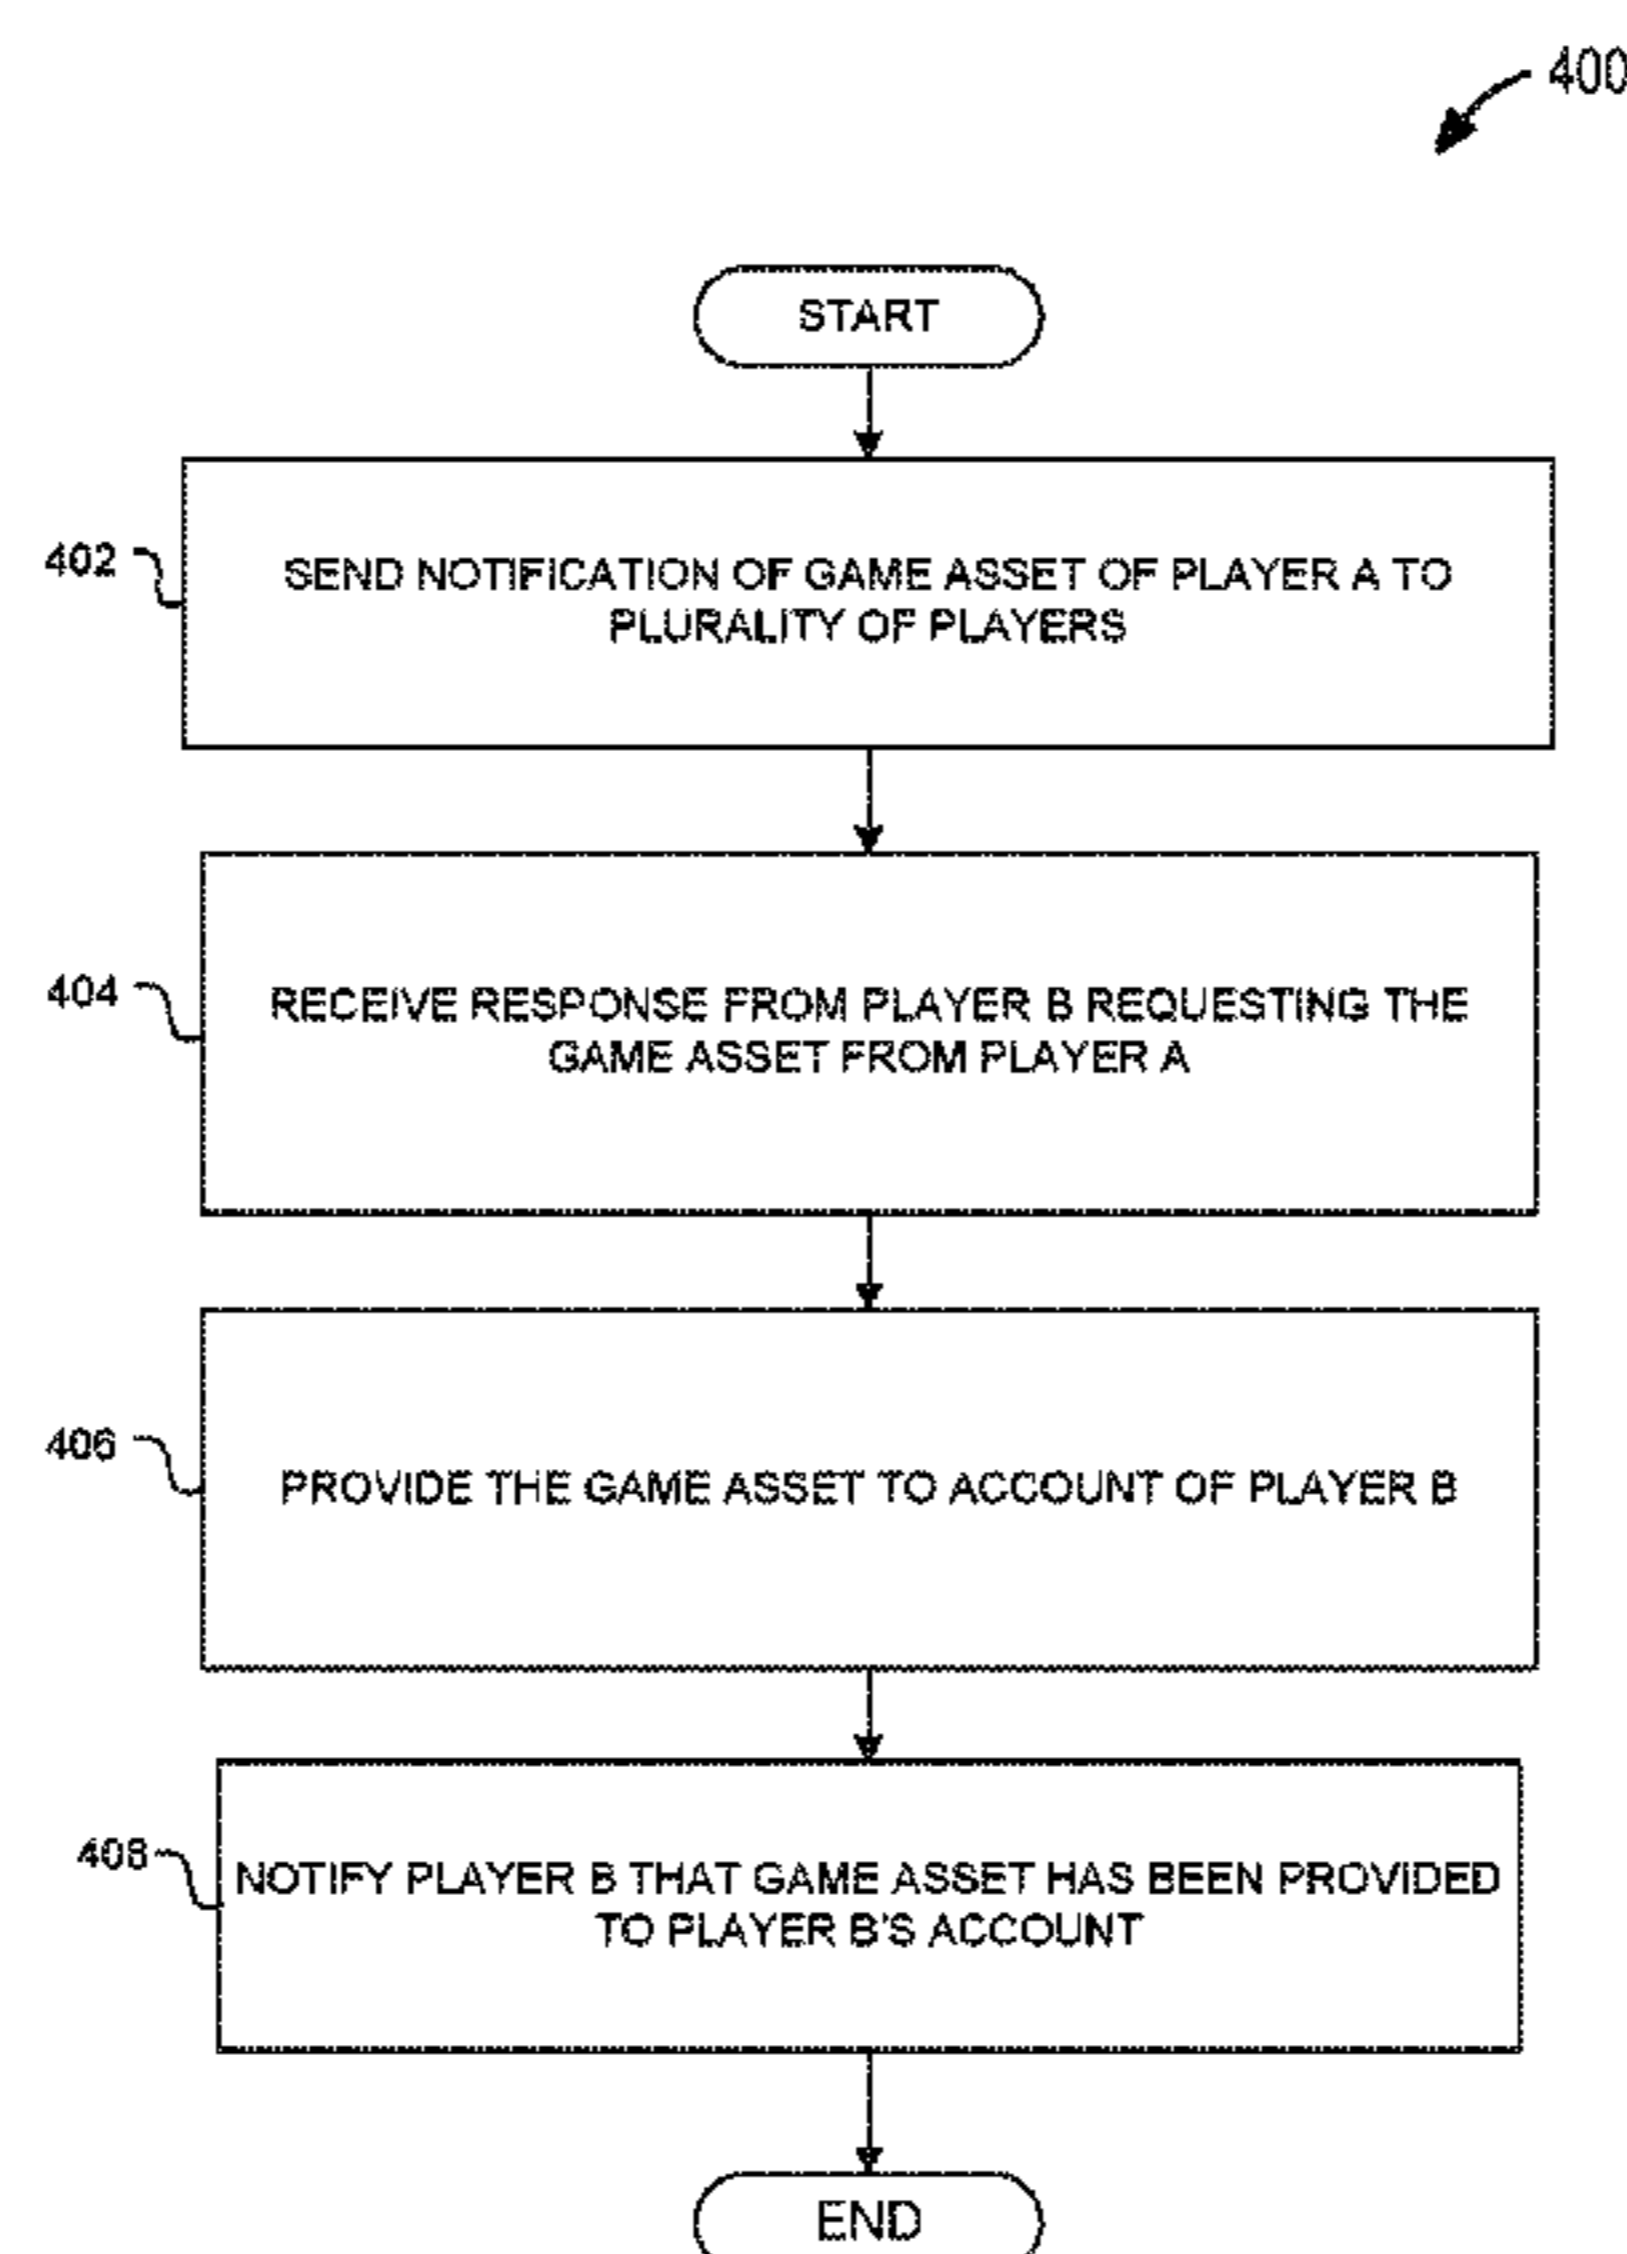 400
START
402
SEND NOTIFICATION OF GAME ASSET OF PLAYER A TO
PLURALITY OF PLAYERS
404
RECEIVE RESPONSE FROM PLAYER B REQUESTING THE
GAME ASSET FROM PLAYER A
406
PROVIDE THE GAME ASSET TO ACCOUNT OF PLAYER B
408
NOTIFY PLAYER B THAT GAME ASSET HAS BEEN PROVIDED
TO PLAYER B'S ACCOUNT
END